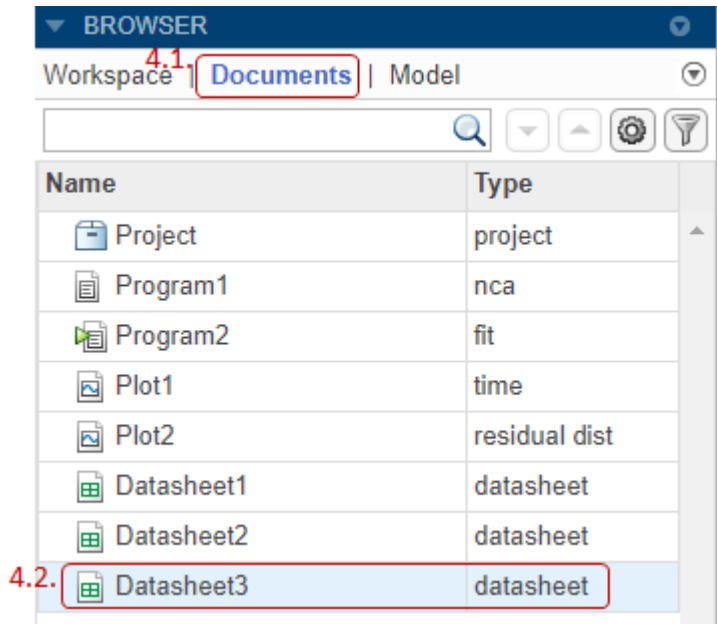 BROWSER
4.1.
Workspace | Documents | Model
Name Type
Project project
Program1 nca
Program2 fit
Plot1 time
Plot2 residual dist
Datasheet1 datasheet
Datasheet2 datasheet
4.2. Datasheet3 datasheet